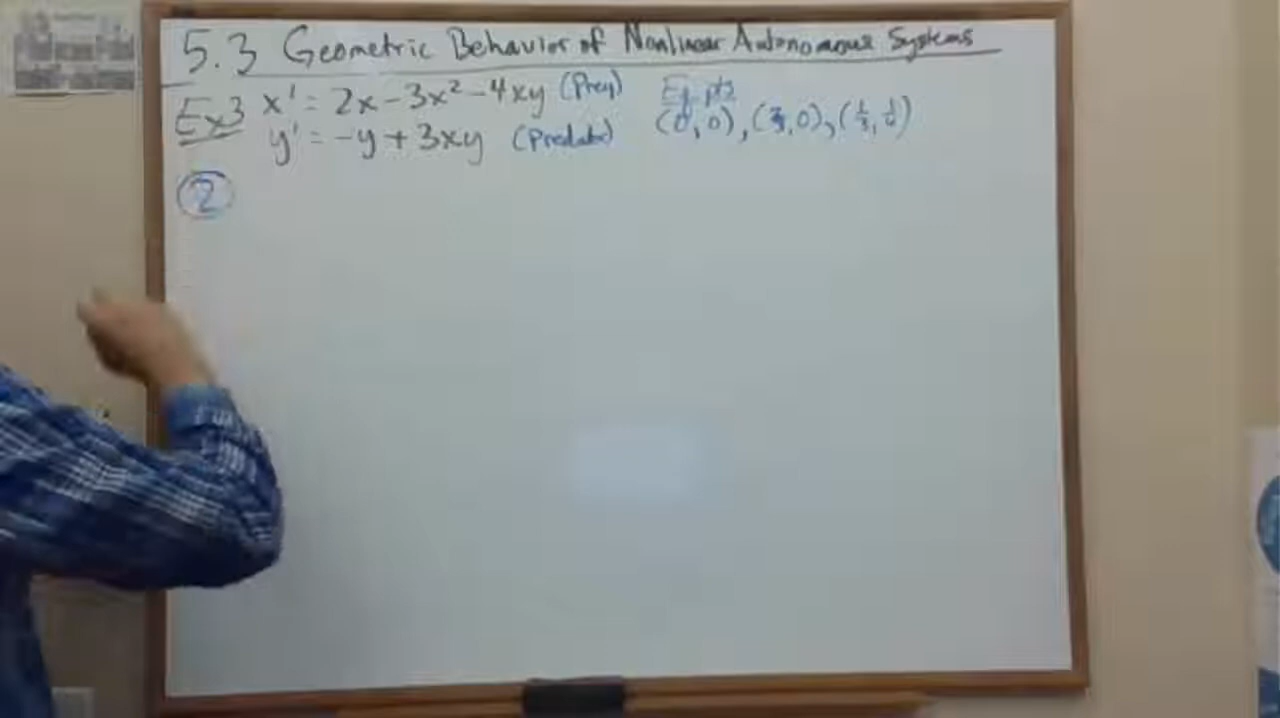 5.3 Geometric Behavior of Nonlinear Autonomous Systems
Ex3 x' = 2x - 3x² - 4xy (Prey)
y' = -y + 3xy (Predator)
Eq pts
(0,0), (2/3,0), (1/3,1/4)
②